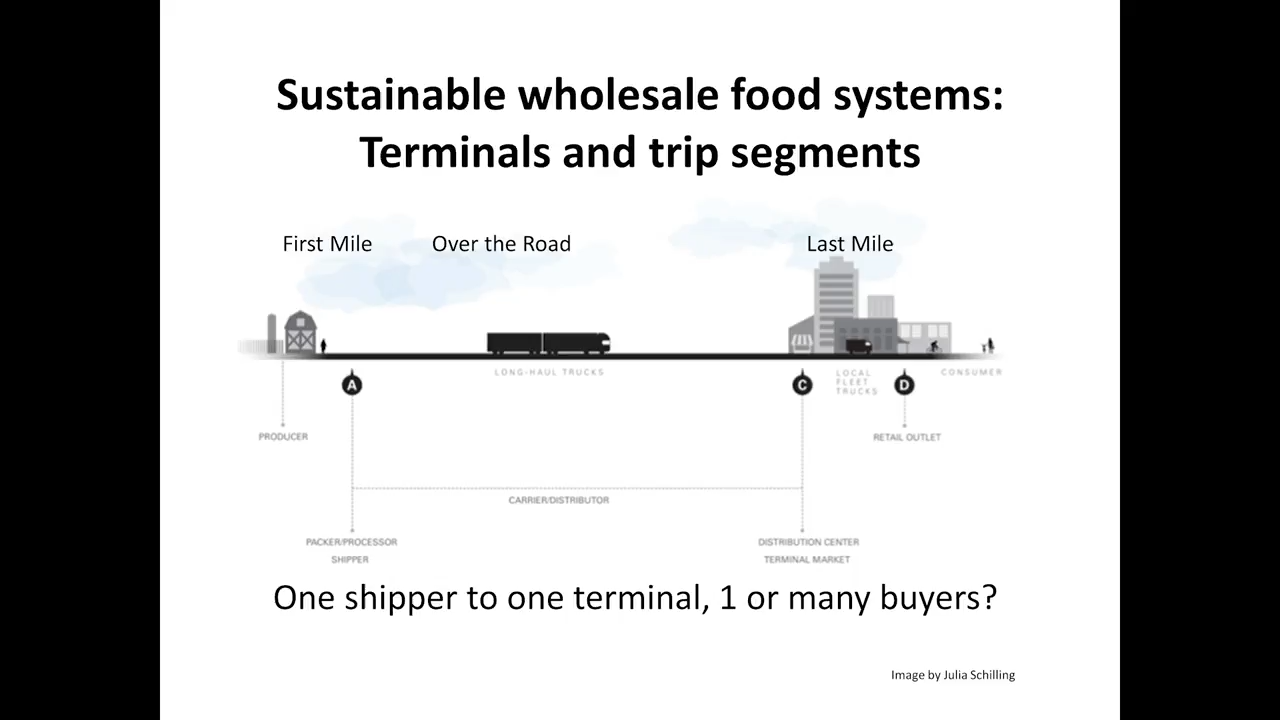 Sustainable wholesale food systems:
Terminals and trip segments
First Mile
Over the Road
Last Mile
LONG-HAUL TRUCKS
LOCAL
FLEET
TRUCKS
CONSUMER
A
C
D
PRODUCER
RETAIL OUTLET
CARRIER/DISTRIBUTOR
PACKER/PROCESSOR
SHIPPER
DISTRIBUTION CENTER
TERMINAL MARKET
One shipper to one terminal, 1 or many buyers?
Image by Julia Schilling